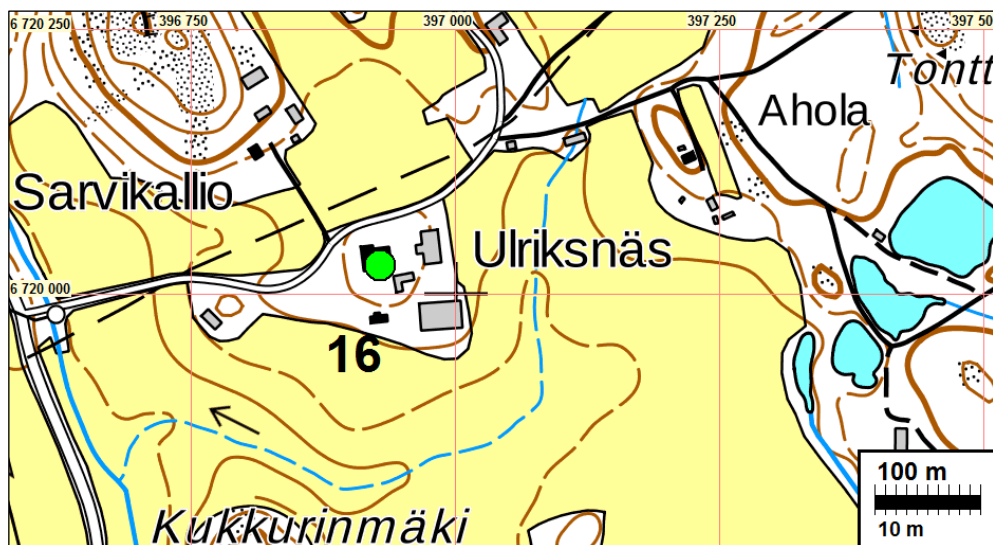 6 720 250
396 750
397 000
397 250
397 50
Tontt
Ahola
Sarvikallio
Ulriksnäs
6 720 000
16
100 m
10 m
Kukkurinmäki